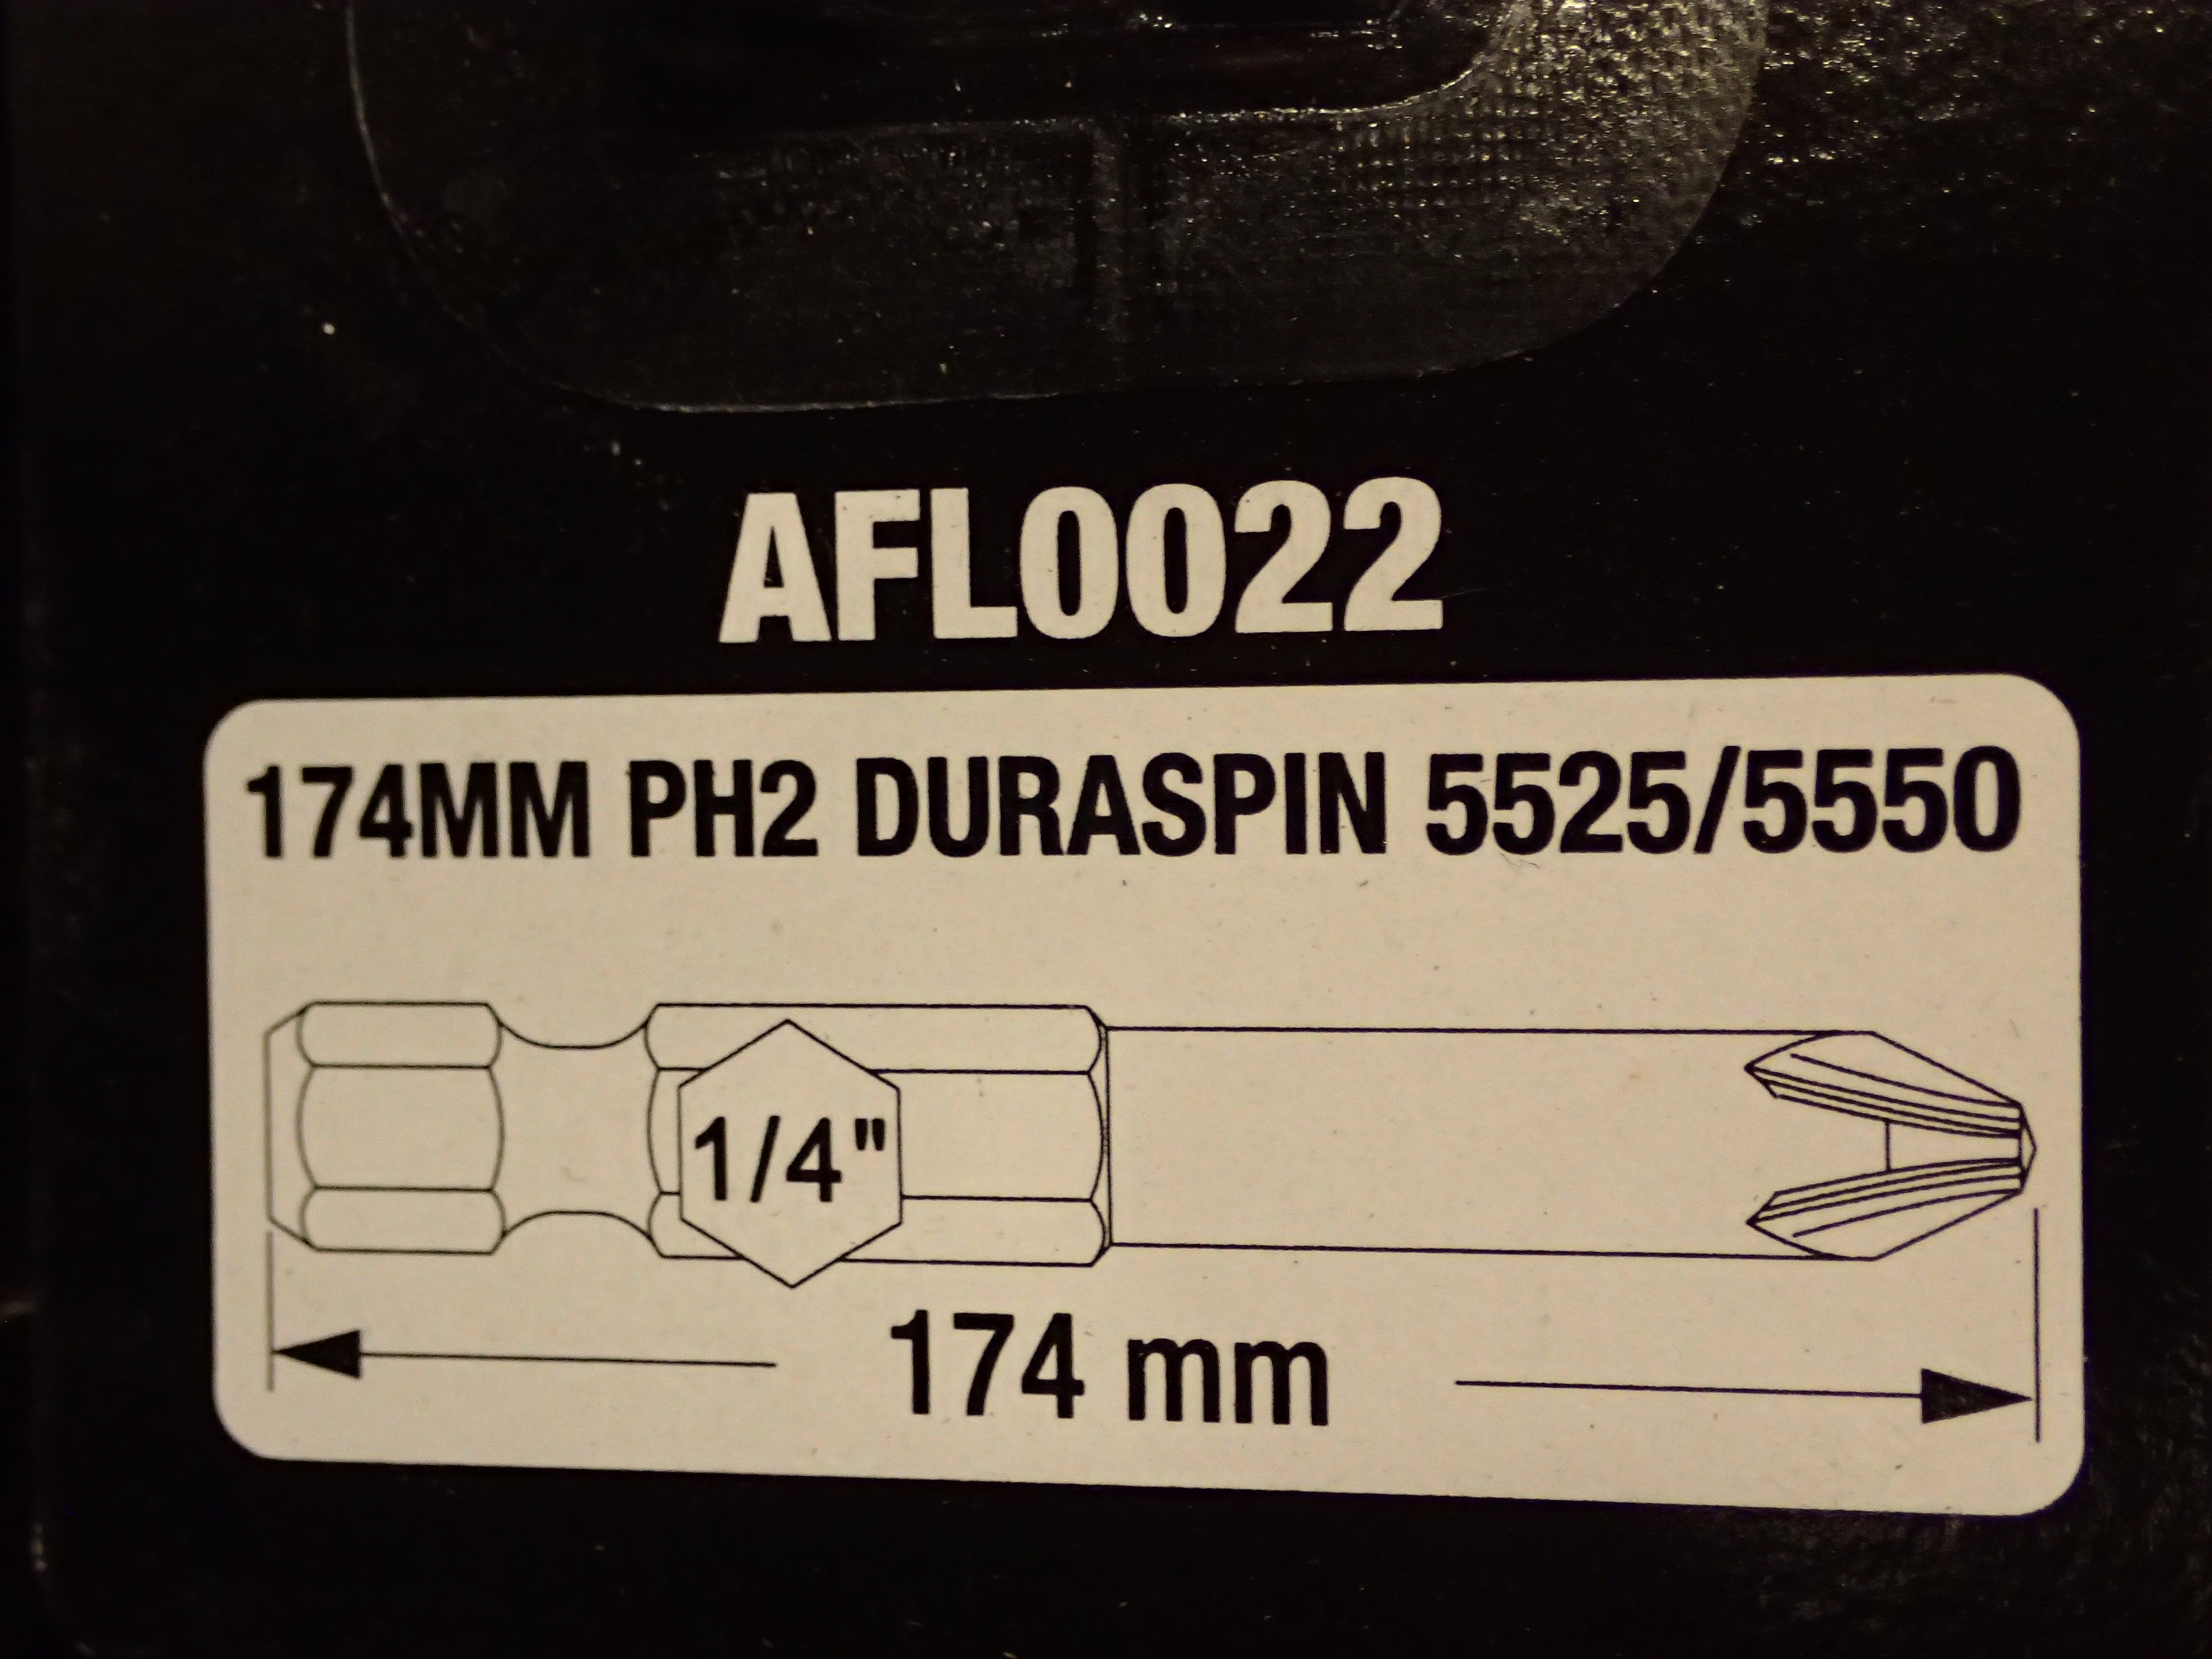 AFL0022
174MM PH2 DURASPIN 5525/5550
1/4"
174 mm